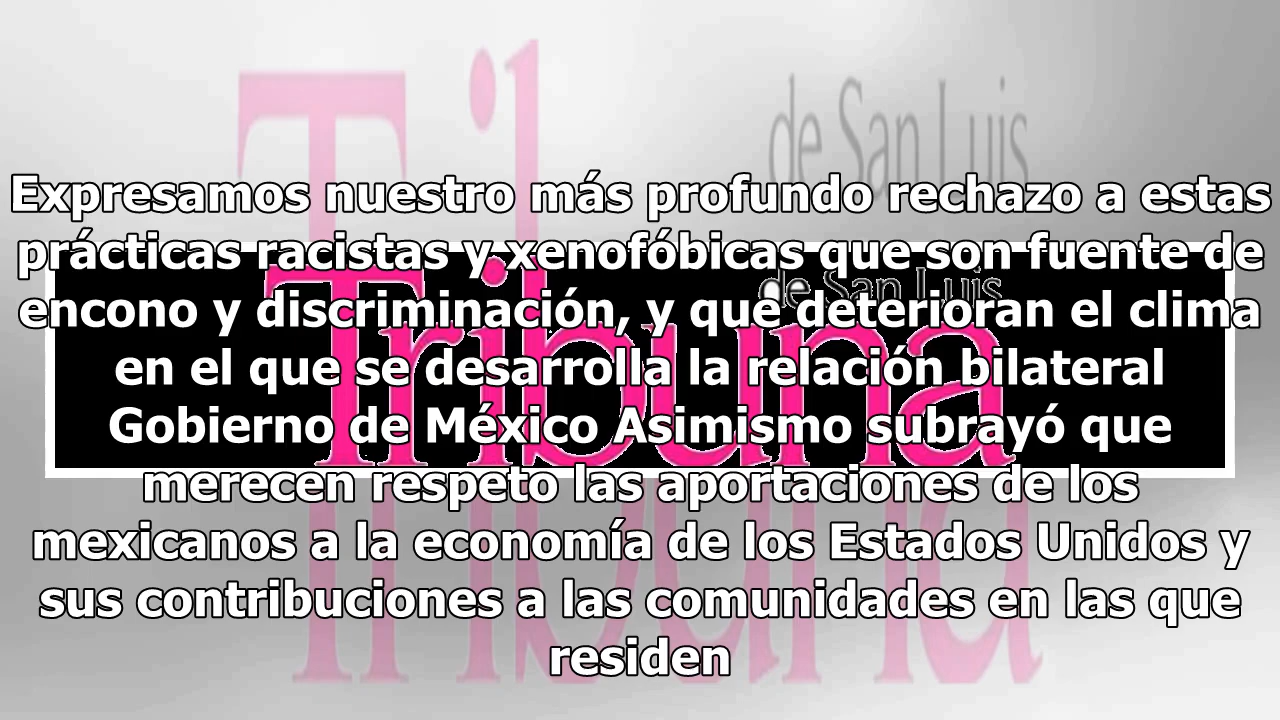 Tribuna
de San Luis
Expresamos nuestro más profundo rechazo a estas
prácticas racistas y xenofóbicas que son fuente de
encono y discriminación, y que deterioran el clima
en el que se desarrolla la relación bilateral
Gobierno de México Asimismo subrayó que
merecen respeto las aportaciones de los
mexicanos a la economía de los Estados Unidos y
sus contribuciones a las comunidades en las que
residen
Tribuna
de San Luis